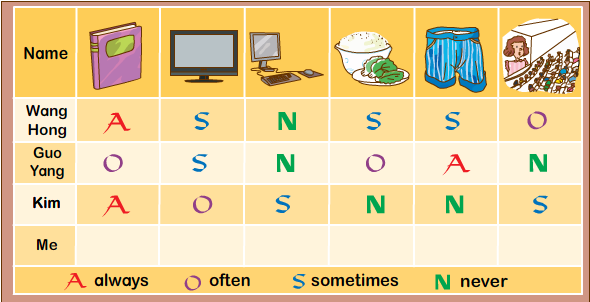 Name
Wang Hong A S N S S O
Guo Yang O S N O A N
Kim A O S N N S
Me
A always O often S sometimes N never